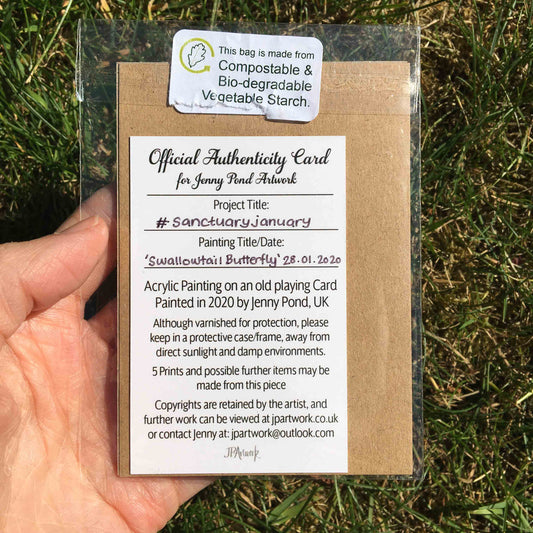 This bag is made from
Compostable &
Bio-degradable
Vegetable Starch.
Official Authenticity Card
for Jenny Pond Artwork
Project Title:
#sanctuaryjanuary
Painting Title/Date:
'Swallowtail Butterfly' 28.01.2020
Acrylic Painting on an old playing Card
Painted in 2020 by Jenny Pond, UK
Although varnished for protection, please
keep in a protective case/frame, away from
direct sunlight and damp environments.
5 Prints and possible further items may be
made from this piece
Copyrights are retained by the artist, and
further work can be viewed at jpartwork.co.uk
or contact Jenny at: jpartwork@outlook.com
JPArtwork